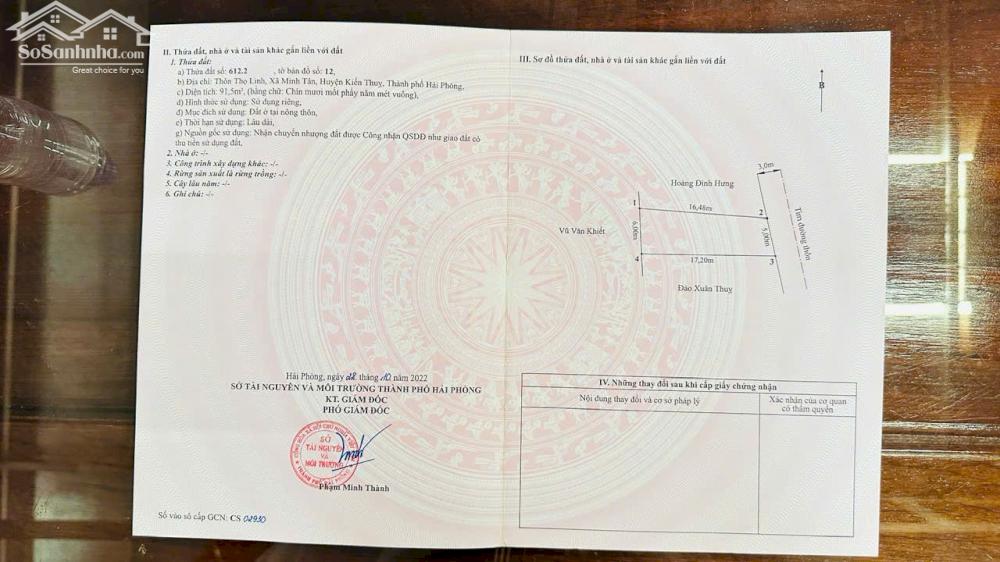 SoSanhnha.com
Great choice for you
II. Thửa đất, nhà ở và tài sản khác gắn liền với đất
1. Thửa đất:
a) Thửa đất số: 612.2 , tờ bản đồ số: 12,
b) Địa chỉ: Thôn Thọ Linh, Xã Minh Tân, Huyện Kiến Thuỵ, Thành phố Hải Phòng,
c) Diện tích: 91,5m², (bằng chữ: Chín mươi mốt phẩy năm mét vuông),
d) Hình thức sử dụng: Sử dụng riêng,
đ) Mục đích sử dụng: Đất ở tại nông thôn,
e) Thời hạn sử dụng: Lâu dài,
g) Nguồn gốc sử dụng: Nhận chuyển nhượng đất được Công nhận QSDĐ như giao đất có
thu tiền sử dụng đất,
2. Nhà ở: -/-
3. Công trình xây dựng khác: -/-
4. Rừng sản xuất là rừng trồng: -/-
5. Cây lâu năm: -/-
6. Ghi chú: -/-
Hải Phòng, ngày 28 tháng 10 năm 2022
SỞ TÀI NGUYÊN VÀ MÔI TRƯỜNG THÀNH PHỐ HẢI PHÒNG
KT. GIÁM ĐỐC
PHÓ GIÁM ĐỐC
SỞ
TÀI NGUYÊN
VÀ
MÔI TRƯỜNG
Phạm Minh Thành
Số vào sổ cấp GCN: CS 02930
III. Sơ đồ thửa đất, nhà ở và tài sản khác gắn liền với đất
B
3,0m
Hoàng Đình Hưng
1
16,48m
2
Tim đường thôn
Vũ Văn Khiết
6,00m
5,00m
4
17,20m
3
Đào Xuân Thuỵ
IV. Những thay đổi sau khi cấp giấy chứng nhận
Nội dung thay đổi và cơ sở pháp lý
Xác nhận của cơ quan
có thẩm quyền